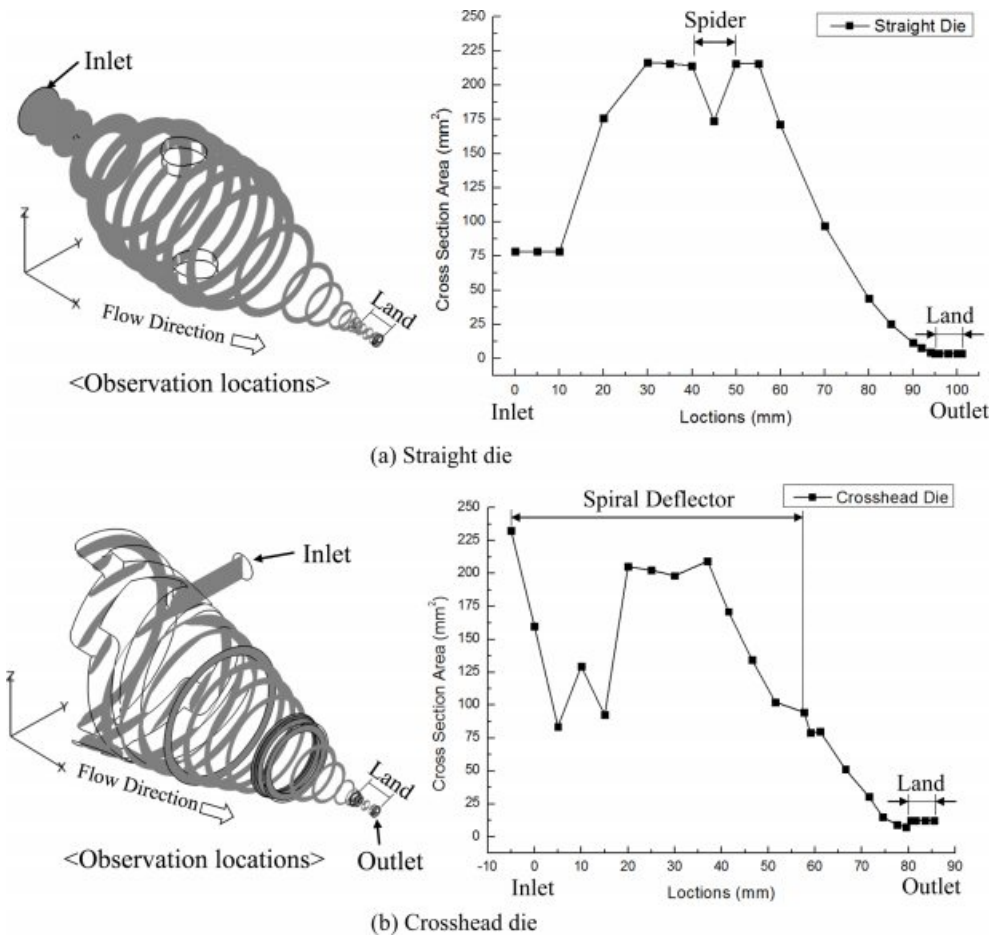 Inlet
Z
Y
X
Flow Direction
Land
<Observation locations>
Spider
Straight Die
Cross Section Area (mm²)
250
225
200
175
150
125
100
75
50
25
0
Land
0 10 20 30 40 50 60 70 80 90 100
Inlet
Loctions (mm)
Outlet
(a) Straight die
Inlet
Z
Y
X
Flow Direction
Land
Outlet
<Observation locations>
Spiral Deflector
Crosshead Die
Cross Section Area (mm²)
250
225
200
175
150
125
100
75
50
25
0
Land
-10 0 10 20 30 40 50 60 70 80 90
Inlet
Loctions (mm)
Outlet
(b) Crosshead die